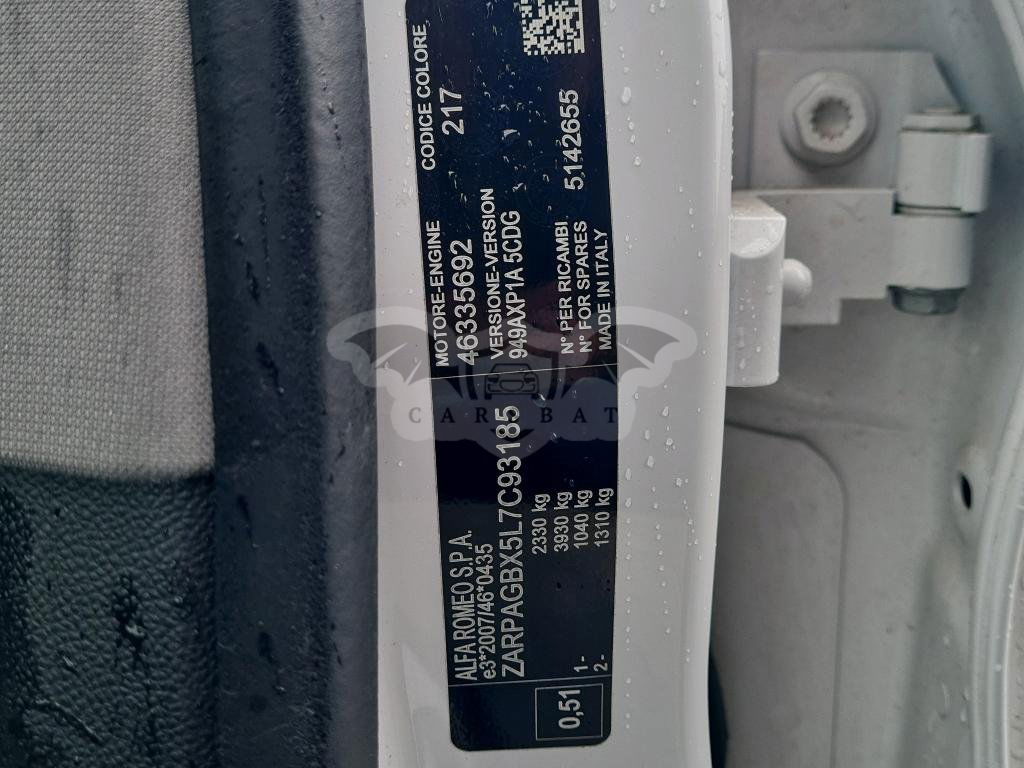 ALFA ROMEO S.P.A.
e3*2007/46*0435
ZARPAGBX5L7C93185
2330 kg
3930 kg
1- 1040 kg
2- 1310 kg
0,51
MOTORE-ENGINE CODICE COLORE
46335692 217
VERSIONE-VERSION
949AXP1A 5CDG
N° PER RICAMBI
N° FOR SPARES 5142655
MADE IN ITALY
CAR BAT